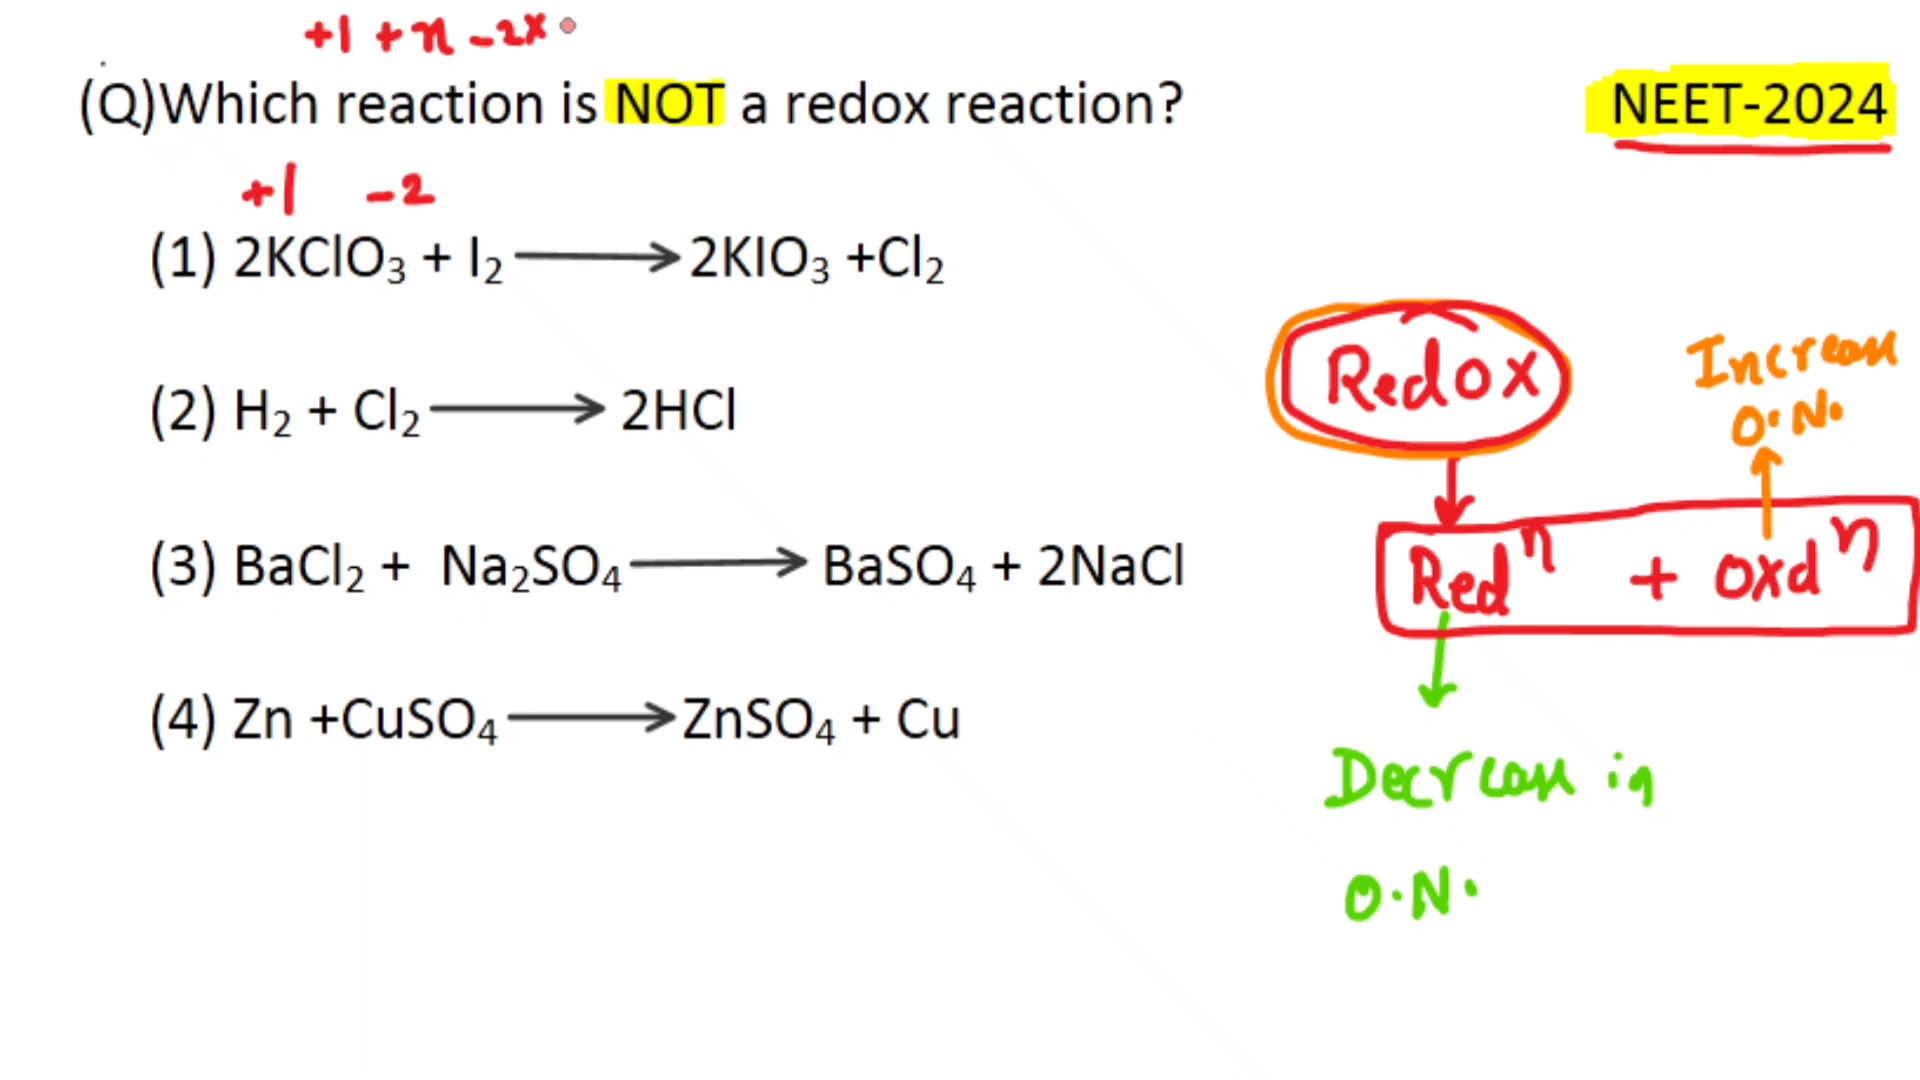 +1 +n -2x
(Q)Which reaction is NOT a redox reaction?
NEET-2024
+1 -2
(1) 2KClO₃ + I₂ ⟶ 2KIO₃ +Cl₂
(2) H₂ + Cl₂ ⟶ 2HCl
(3) BaCl₂ + Na₂SO₄ ⟶ BaSO₄ + 2NaCl
(4) Zn +CuSO₄ ⟶ ZnSO₄ + Cu
Redox
Increase
O.N.
Redⁿ + oxdⁿ
Decrease in
O.N.